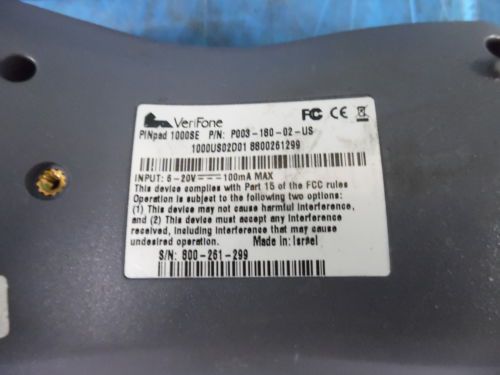 VeriFone FC CE
PINpad 1000SE P/N: P003-180-02-US
1000US02D01 8800261299
INPUT: 6-20V 100mA MAX
This device complies with Part 15 of the FCC rules
Operation is subject to the following two options:
(1) This device may not cause harmful interference,
and (2) This device must accept any interference
received, including interference that may cause
undesired operation. Made in: Israel
S/N: 800-261-299